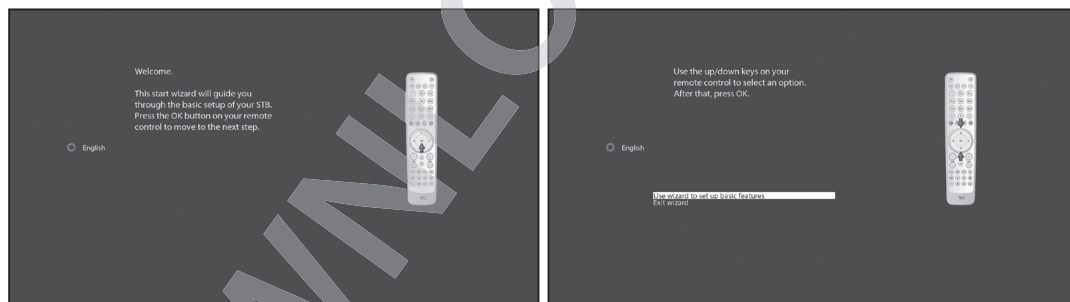 Welcome.
This start wizard will guide you
through the basic setup of your STB.
Press the OK button on your remote
control to move to the next step.
English
Use the up/down keys on your
remote control to select an option.
After that, press OK.
English
Use wizard to set up basic features
Exit wizard